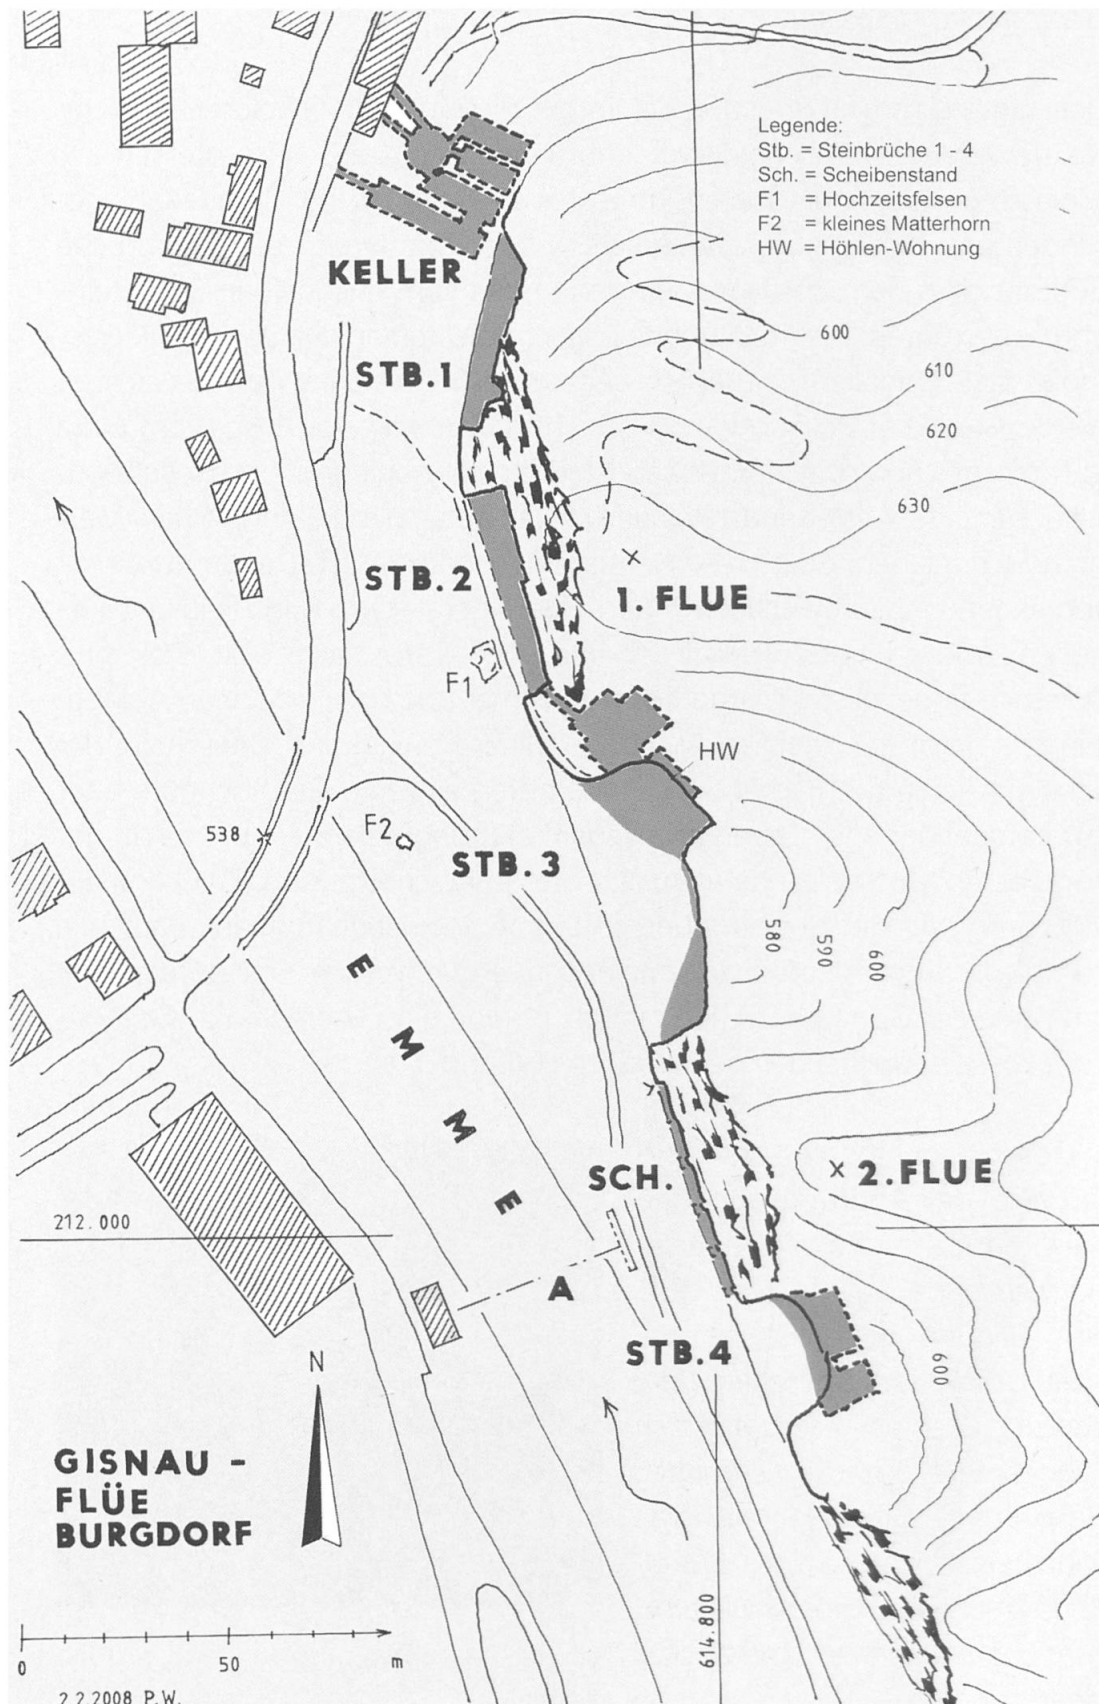 Legende:
Stb. = Steinbrüche 1 - 4
Sch. = Scheibenstand
F1 = Hochzeitsfelsen
F2 = kleines Matterhorn
HW = Höhlen-Wohnung
KELLER
STB.1
600
610
620
630
STB.2
1. FLUE
F1
HW
538
F2
STB.3
580
590
600
E M M E
SCH.
2.FLUE
212.000
A
STB.4
600
N
GISNAU -
FLÜE
BURGDORF
614.800
0 50 m
2.2.2008 P.W.